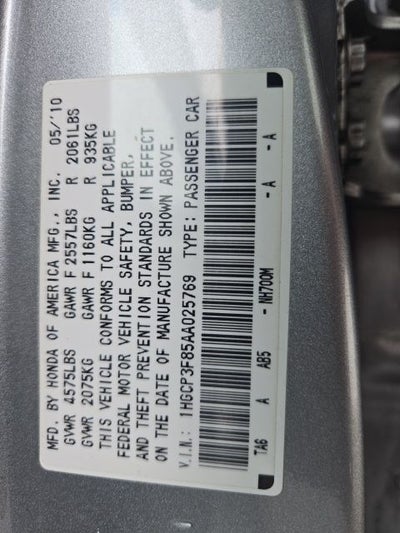 MFD. BY HONDA OF AMERICA MFG., INC. 05/'10
GVWR 4575LBS GAWR F 2557LBS R 2061LBS
GVWR 2075KG GAWR F 1160KG R 935KG
THIS VEHICLE CONFORMS TO ALL APPLICABLE
FEDERAL MOTOR VEHICLE SAFETY, BUMPER,
AND THEFT PREVENTION STANDARDS IN EFFECT
ON THE DATE OF MANUFACTURE SHOWN ABOVE.
V.I.N.: 1HGCP3F85AA025769 TYPE: PASSENGER CAR
TA6 A AB5 - NH700M - A - A